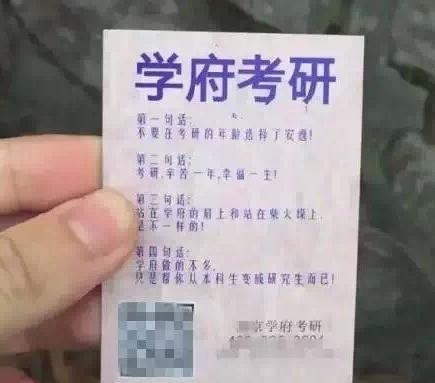 学府考研
第一句话:
不要在考研的年龄选择了安逸!
第二句话:
考研,辛苦一年,幸福一生!
第三句话:
站在学府的肩上和站在柴火垛上,
是不一样的!
第四句话:
学府做的不多,
只是帮你从本科生变成研究生而已!
京学府考研